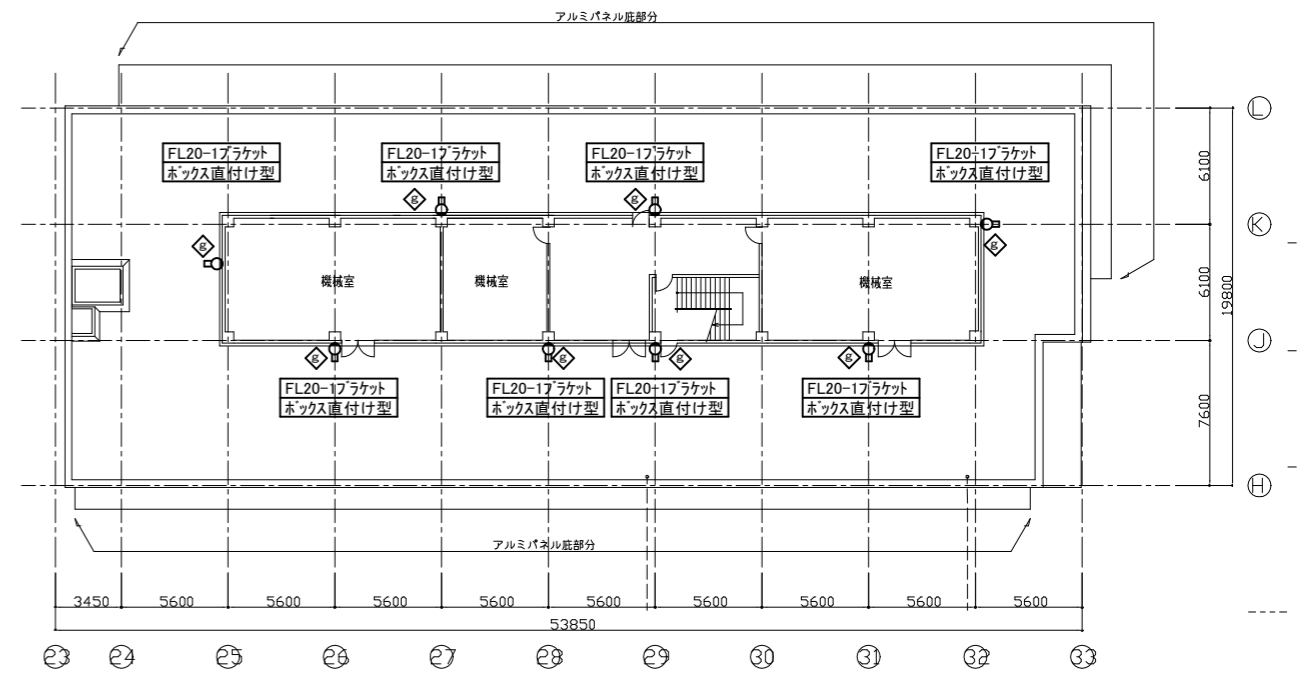 アルミパネル庇部分
FL20-1ブラケット
ボックス直付け型
FL20-1ブラケット
ボックス直付け型
FL20-1ブラケット
ボックス直付け型
FL20-1ブラケット
ボックス直付け型
g
g
g
g
機械室
機械室
機械室
g
g
g
g
FL20-1ブラケット
ボックス直付け型
FL20-1ブラケット
ボックス直付け型
FL20-1ブラケット
ボックス直付け型
FL20-1ブラケット
ボックス直付け型
アルミパネル庇部分
L
6100
K
6100
19800
J
7600
H
3450 5600 5600 5600 5600 5600 5600 5600 5600 5600
53850
23 24 25 26 27 28 29 30 31 32 33